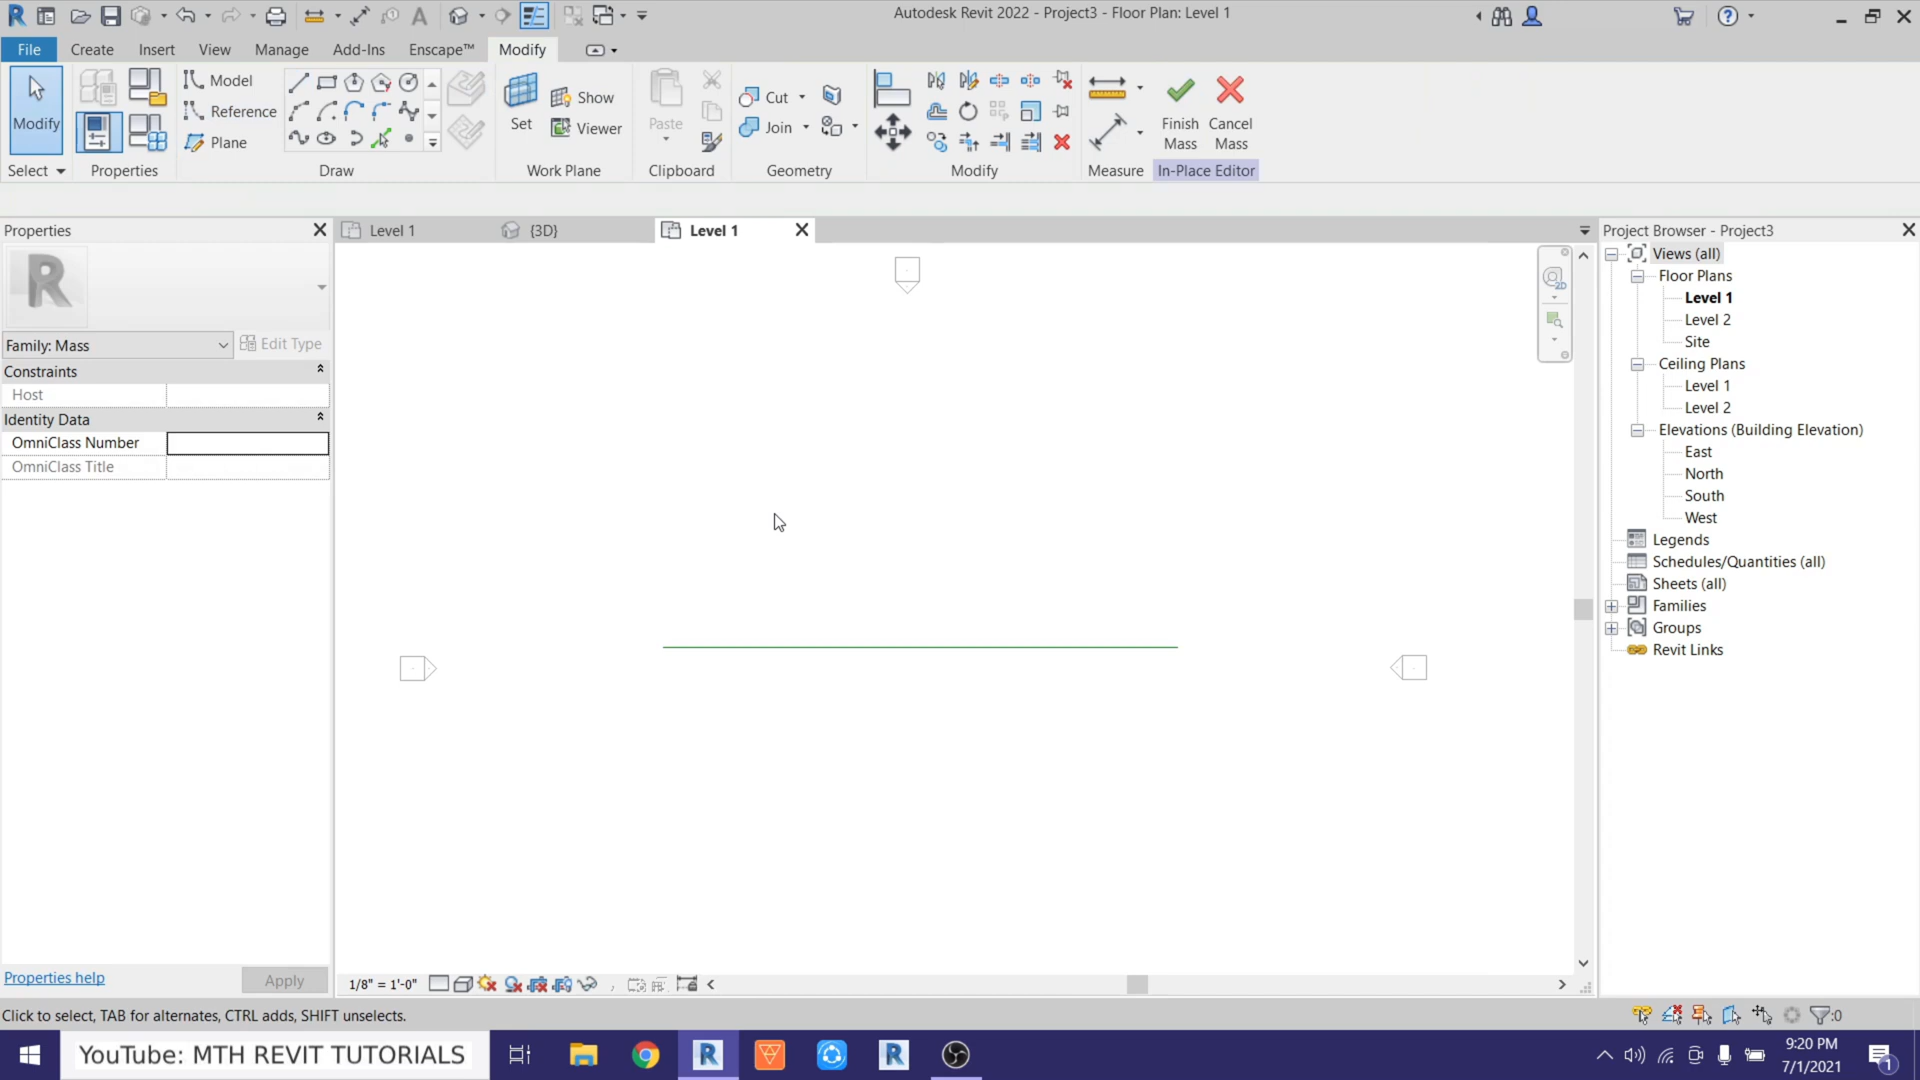 Autodesk Revit 2022 - Project3 - Floor Plan: Level 1
File Create Insert View Manage Add-Ins Enscape™ Modify
Modify
Model
Reference
Plane
Set
Show
Viewer
Paste
Cut
Join
Finish Mass
Cancel Mass
Select Properties Draw Work Plane Clipboard Geometry Modify Measure In-Place Editor
Properties
Level 1
{3D}
Level 1
Project Browser - Project3
R
Family: Mass
Edit Type
Constraints
Host
Identity Data
OmniClass Number
OmniClass Title
Properties help
Apply
2D
Views (all)
Floor Plans
Level 1
Level 2
Site
Ceiling Plans
Level 1
Level 2
Elevations (Building Elevation)
East
North
South
West
Legends
Schedules/Quantities (all)
Sheets (all)
Families
Groups
Revit Links
1/8" = 1'-0"
Click to select, TAB for alternates, CTRL adds, SHIFT unselects.
:0
YouTube: MTH REVIT TUTORIALS
9:20 PM
7/1/2021
1